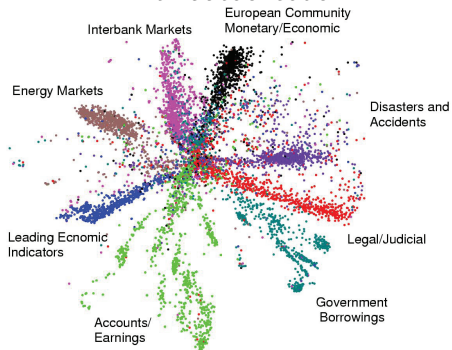 European Community
Monetary/Economic
Interbank Markets
Energy Markets
Disasters and
Accidents
Leading Ecnomic
Indicators
Legal/Judicial
Government
Borrowings
Accounts/
Earnings